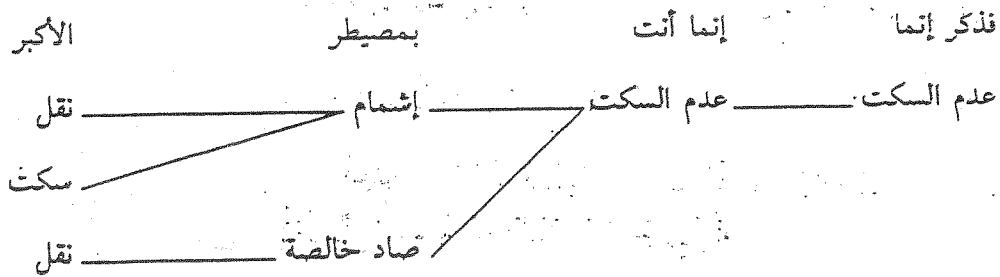 فذكر إنما إنما أنت بمصيطر الأكبر
عدم السكت عدم السكت إشمام نقل
سكت
صاد خالصة نقل